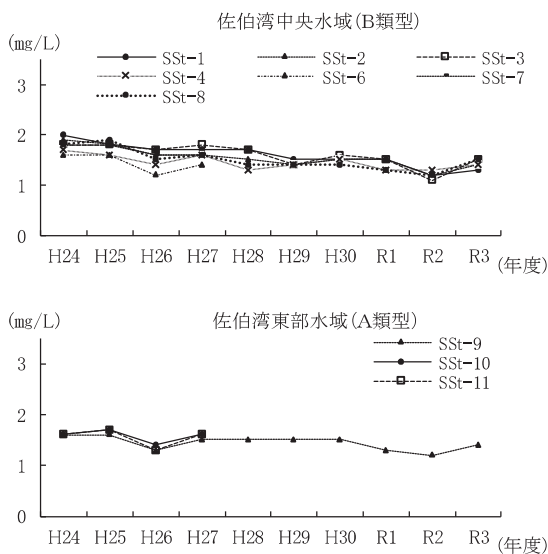 佐伯湾中央水域(B類型)
(mg/L)
SSt-1 SSt-2 SSt-3
SSt-4 SSt-6 SSt-7
SSt-8
3
2
1
0
H24 H25 H26 H27 H28 H29 H30 R1 R2 R3
(年度)
佐伯湾東部水域(A類型)
(mg/L)
SSt-9
SSt-10
SSt-11
3
2
1
0
H24 H25 H26 H27 H28 H29 H30 R1 R2 R3
(年度)